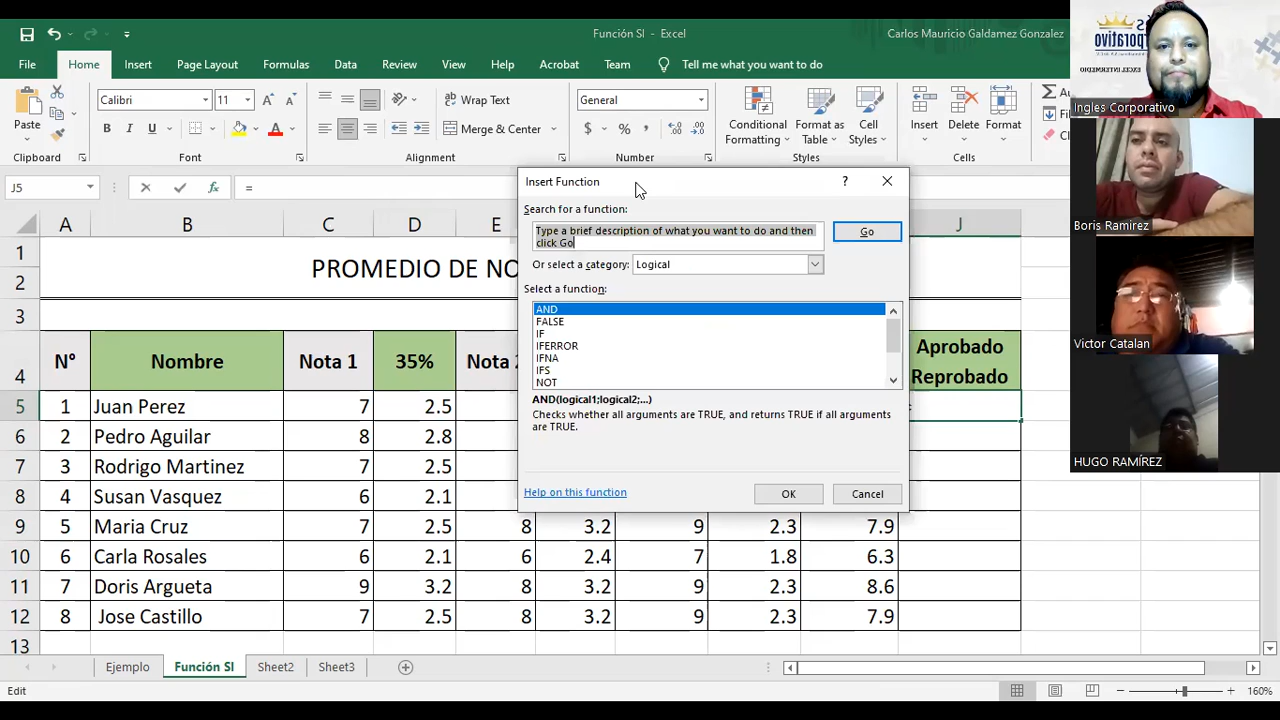 Función SI - Excel
Carlos Mauricio Galdamez Gonzalez
File Home Insert Page Layout Formulas Data Review View Help Acrobat Team Tell me what you want to do
Paste
Calibri 11
Wrap Text
General
Merge & Center
Conditional Formatting
Format as Table
Cell Styles
Insert Delete Format
Clipboard Font Alignment Number Styles Cells
J5 fx =
A B C D E J
1
2
3
4
5
6
7
8
9
10
11
12
13
PROMEDIO DE NO
N° Nombre Nota 1 35% Nota 2 Aprobado
Reprobado
1 Juan Perez 7 2.5
2 Pedro Aguilar 8 2.8
3 Rodrigo Martinez 7 2.5
4 Susan Vasquez 6 2.1
5 Maria Cruz 7 2.5 8 3.2 9 2.3 7.9
6 Carla Rosales 6 2.1 6 2.4 7 1.8 6.3
7 Doris Argueta 9 3.2 8 3.2 9 2.3 8.6
8 Jose Castillo 7 2.5 8 3.2 9 2.3 7.9
Insert Function
?
Search for a function:
Type a brief description of what you want to do and then
click Go
Go
Or select a category: Logical
Select a function:
AND
FALSE
IF
IFERROR
IFNA
IFS
NOT
AND(logical1;logical2;...)
Checks whether all arguments are TRUE, and returns TRUE if all arguments
are TRUE.
Help on this function
OK Cancel
Ejemplo Función SI Sheet2 Sheet3
Edit
160%
EXCEL INTERMEDIO
Ingles Corporativo
Boris Ramirez
Victor Catalan
HUGO RAMÍREZ